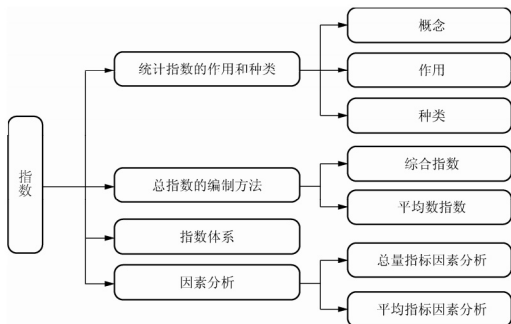 指数
统计指数的作用和种类
概念
作用
种类
总指数的编制方法
综合指数
平均数指数
指数体系
因素分析
总量指标因素分析
平均指标因素分析